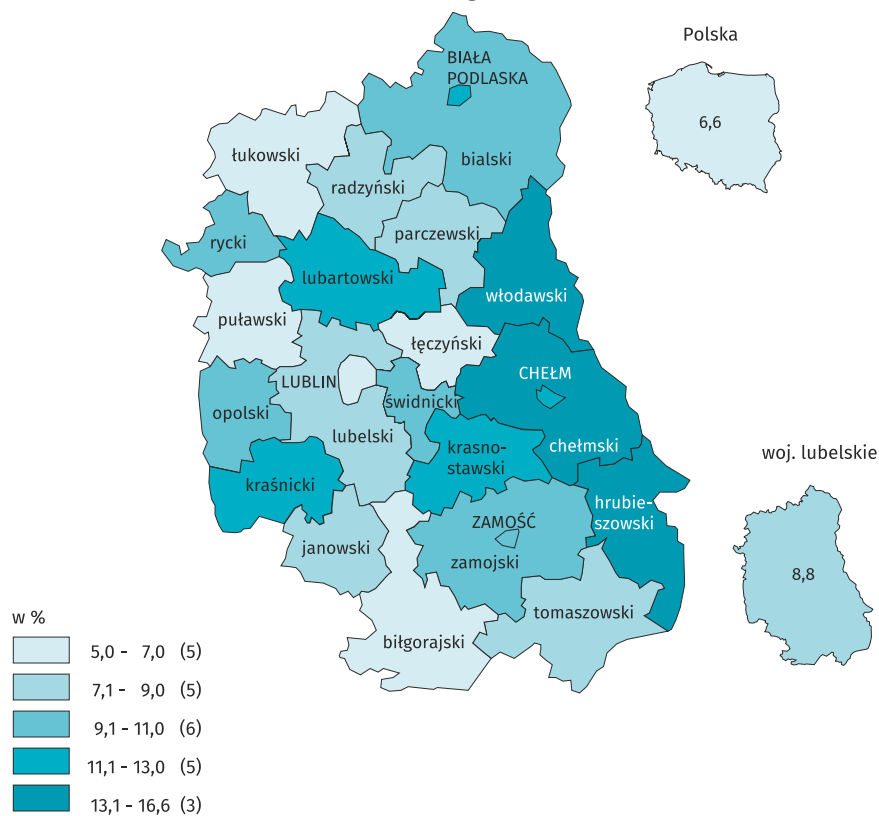 Polska
6,6
BIAŁA
PODLASKA
bialski
łukowski
radzyński
parczewski
rycki
lubartowski
włodawski
puławski
łęczyński
LUBLIN
CHEŁM
świdnicki
opolski
lubelski
krasno-
stawski
chełmski
woj. lubelskie
8,8
kraśnicki
hrubie-
szowski
ZAMOŚĆ
zamojski
janowski
tomaszowski
biłgorajski
w %
5,0 - 7,0 (5)
7,1 - 9,0 (5)
9,1 - 11,0 (6)
11,1 - 13,0 (5)
13,1 - 16,6 (3)